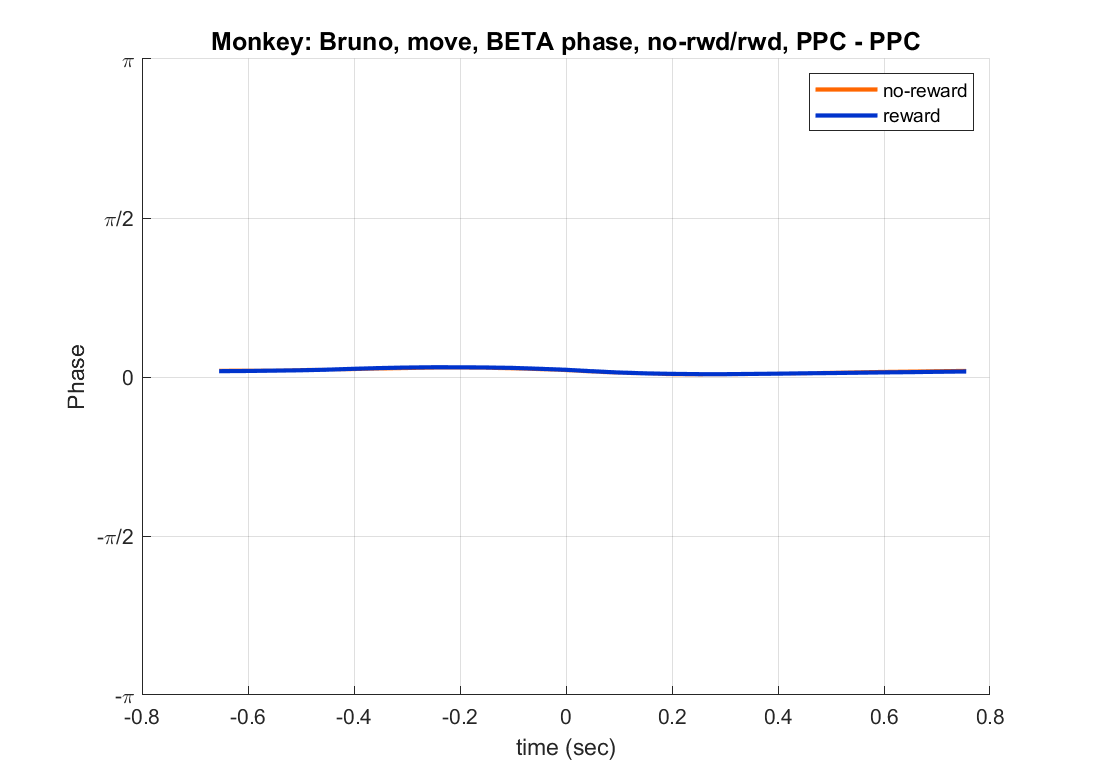 Monkey: Bruno, move, BETA phase, no-rwd/rwd, PPC - PPC
π
no-reward
reward
π/2
Phase
0
-π/2
-π
-0.8 -0.6 -0.4 -0.2 0 0.2 0.4 0.6 0.8
time (sec)